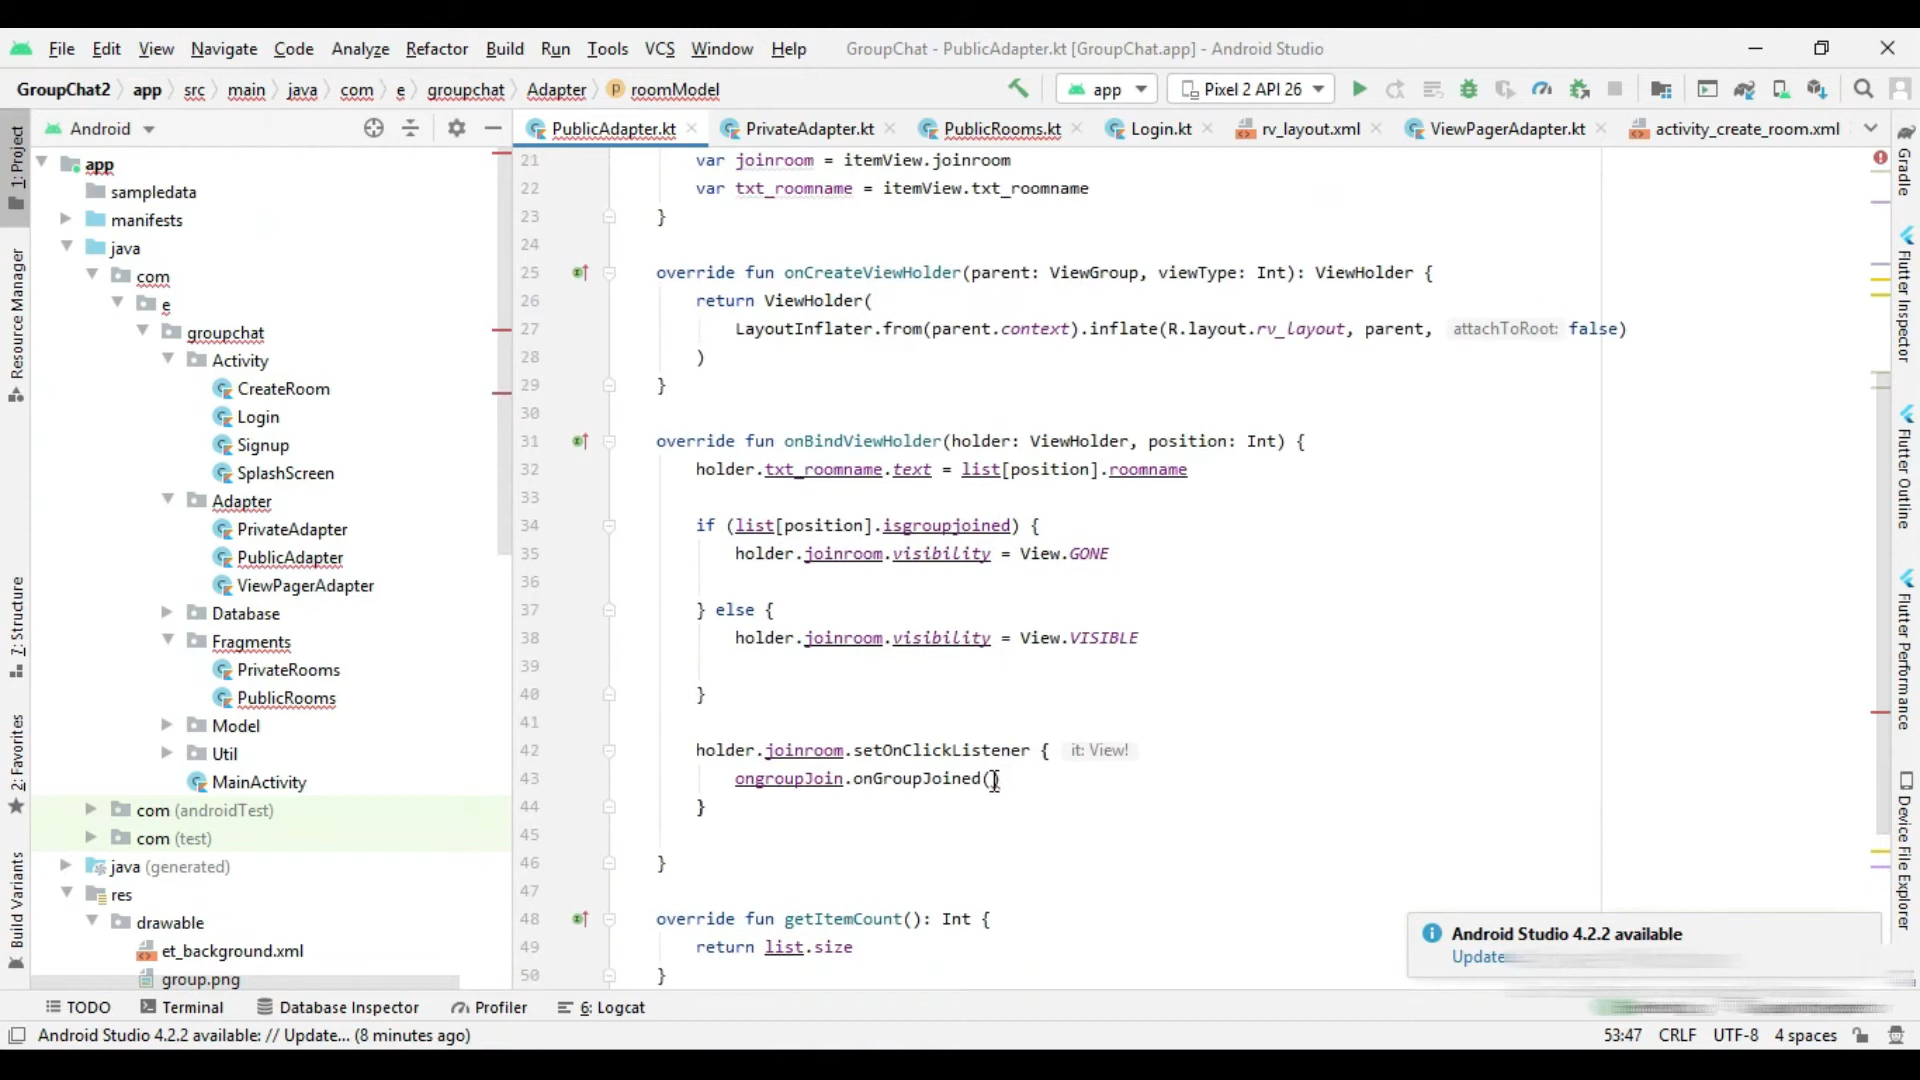 File Edit View Navigate Code Analyze Refactor Build Run Tools VCS Window Help GroupChat - PublicAdapter.kt [GroupChat.app] - Android Studio
GroupChat2 app src main java com e groupchat Adapter roomModel app Pixel 2 API 26
Android PublicAdapter.kt PrivateAdapter.kt PublicRooms.kt Login.kt rv_layout.xml ViewPagerAdapter.kt activity_create_room.xml
1: Project
Resource Manager
7: Structure
2: Favorites
Build Variants
app
sampledata
manifests
java
com
e
groupchat
Activity
CreateRoom
Login
Signup
SplashScreen
Adapter
PrivateAdapter
PublicAdapter
ViewPagerAdapter
Database
Fragments
PrivateRooms
PublicRooms
Model
Util
MainActivity
com (androidTest)
com (test)
java (generated)
res
drawable
et_background.xml
group.png
21 var joinroom = itemView.joinroom
22 var txt_roomname = itemView.txt_roomname
23 }
24
25 override fun onCreateViewHolder(parent: ViewGroup, viewType: Int): ViewHolder {
26 return ViewHolder(
27 LayoutInflater.from(parent.context).inflate(R.layout.rv_layout, parent, attachToRoot: false)
28 )
29 }
30
31 override fun onBindViewHolder(holder: ViewHolder, position: Int) {
32 holder.txt_roomname.text = list[position].roomname
33
34 if (list[position].isgroupjoined) {
35 holder.joinroom.visibility = View.GONE
36
37 } else {
38 holder.joinroom.visibility = View.VISIBLE
39
40 }
41
42 holder.joinroom.setOnClickListener { it: View!
43 ongroupJoin.onGroupJoined()
44 }
45
46 }
47
48 override fun getItemCount(): Int {
49 return list.size
50 }
Gradle
Flutter Inspector
Flutter Outline
Flutter Performance
Device File Explorer
Android Studio 4.2.2 available
Update
TODO Terminal Database Inspector Profiler 6: Logcat
Android Studio 4.2.2 available: // Update... (8 minutes ago) 53:47 CRLF UTF-8 4 spaces